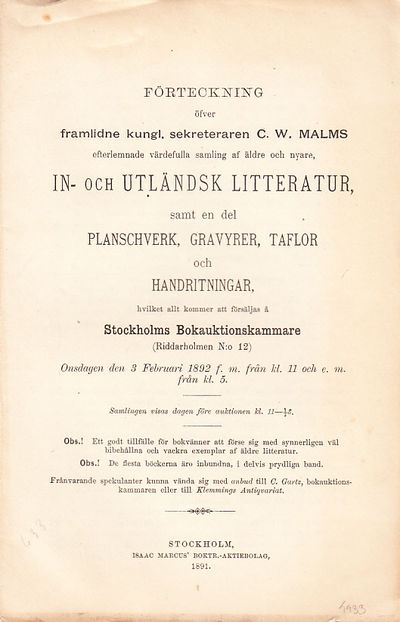 FÖRTECKNING
öfver
framlidne kungl. sekreteraren C. W. MALMS
efterlemnade värdefulla samling af äldre och nyare,
IN- OCH UTLÄNDSK LITTERATUR,
samt en del
PLANSCHVERK, GRAVYRER, TAFLOR
och
HANDRITNINGAR,
hvilket allt kommer att försäljas å
Stockholms Bokauktionskammare
(Riddarholmen N:o 12)
Onsdagen den 3 Februari 1892 f. m. från kl. 11 och e. m.
från kl. 5.
Samlingen visas dagen före auktionen kl. 11—½3.
Obs.! Ett godt tillfälle för bokvänner att förse sig med synnerligen väl
bibehållna och vackra exemplar af äldre litteratur.
Obs.! De flesta böckerna äro inbundna, i delvis prydliga band.
Frånvarande spekulanter kunna vända sig med anbud till C. Gartz, bokauktions-
kammaren eller till Klemmings Antiqvariat.
STOCKHOLM,
ISAAC MARCUS' BOKTR.-AKTIEBOLAG,
1891.
4933